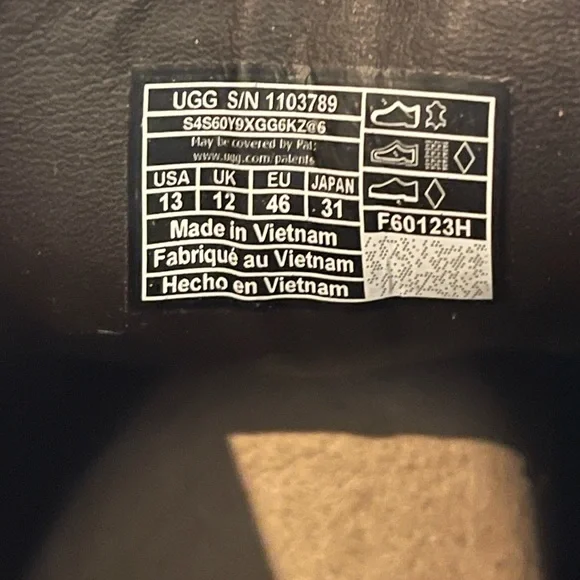 UGG S/N 1103789
S4S60Y9XGG6KZ@6
May be covered by Pat:
www.ugg.com/patents
USA UK EU JAPAN
13 12 46 31
Made in Vietnam
Fabriqué au Vietnam
Hecho en Vietnam
F60123H